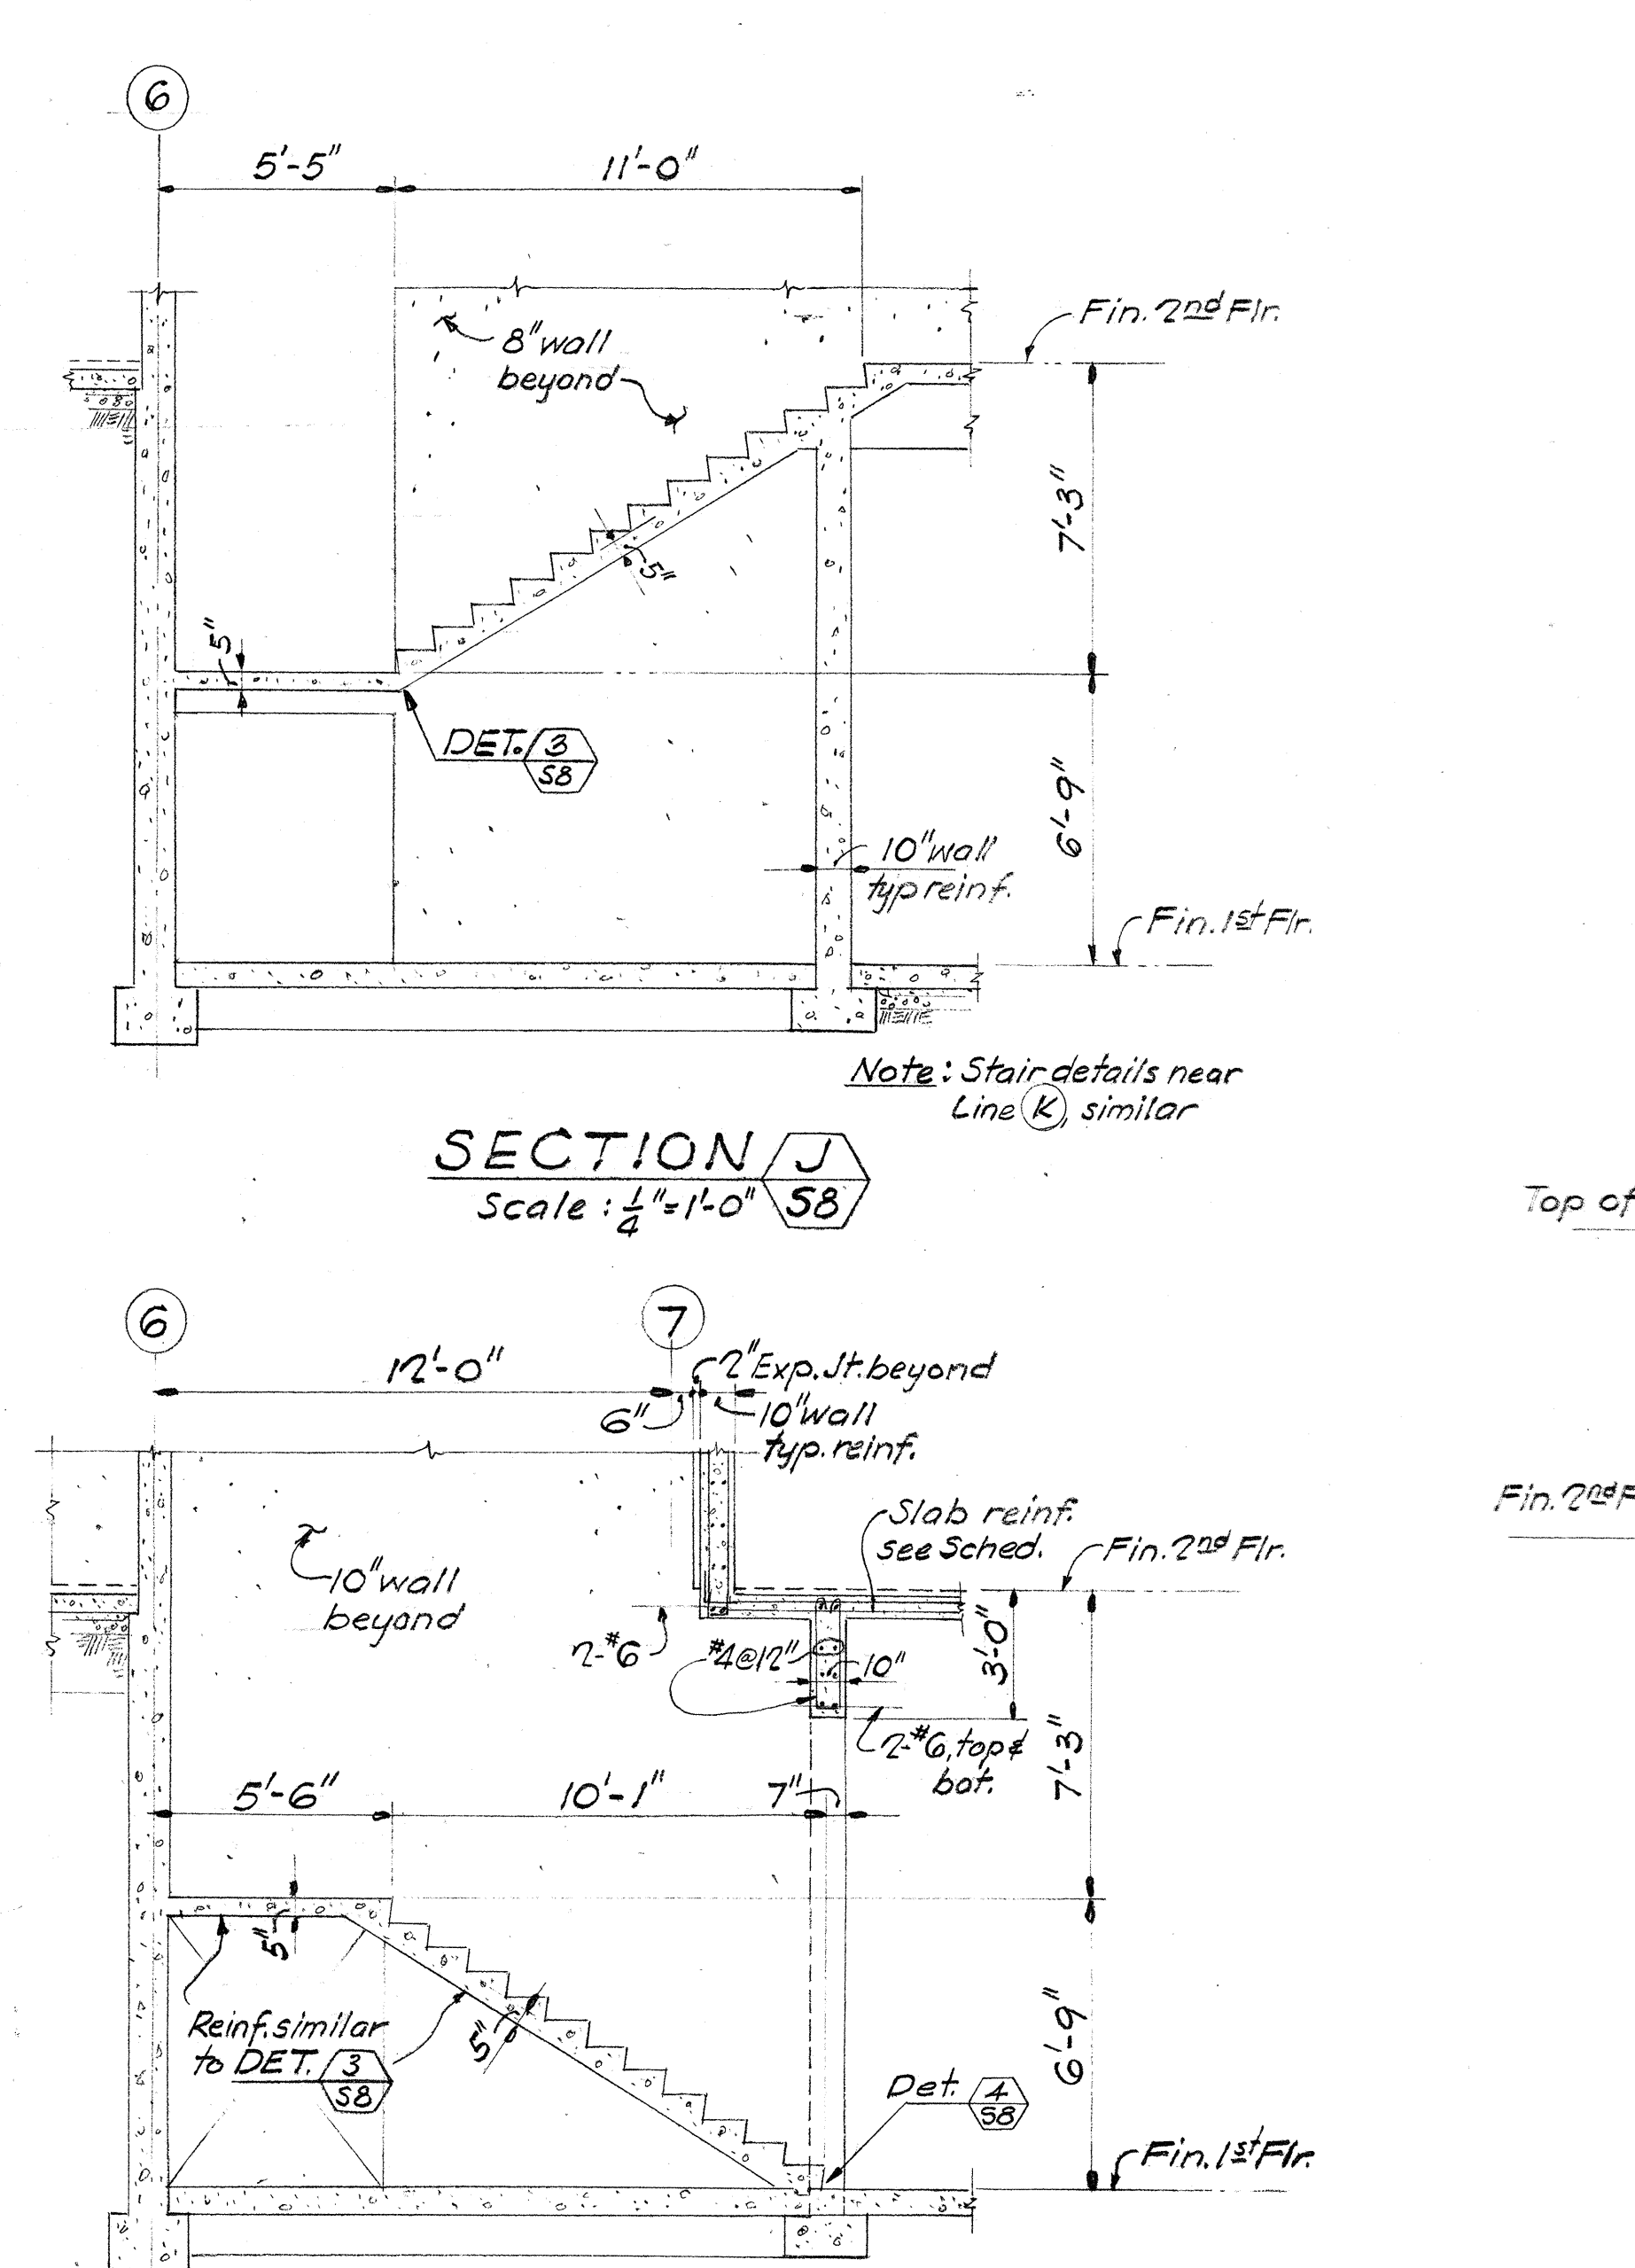 6
5'-5"
11'-0"
8" wall
beyond
Fin. 2nd Flr.
5"
7'-3"
5"
DET. 3
S8
6'-9"
10" wall
typ reinf.
Fin. 1st Flr.
Note: Stair details near
Line K, similar
SECTION J
Scale: 1/4"=1'-0" S8
Top of
6
7
12'-0"
2" Exp. Jt. beyond
6"
10" wall
typ. reinf.
Slab reinf.
see Sched.
Fin. 2nd Flr.
Fin. 2nd F
10" wall
beyond
2-#6
#4@12"
10"
3'-0"
2-#6, top &
bot.
7'-3"
5'-6"
10'-1"
7"
5"
Reinf. similar
to DET. 3
S8
5"
6'-9"
Det. 4
S8
Fin. 1st Flr.